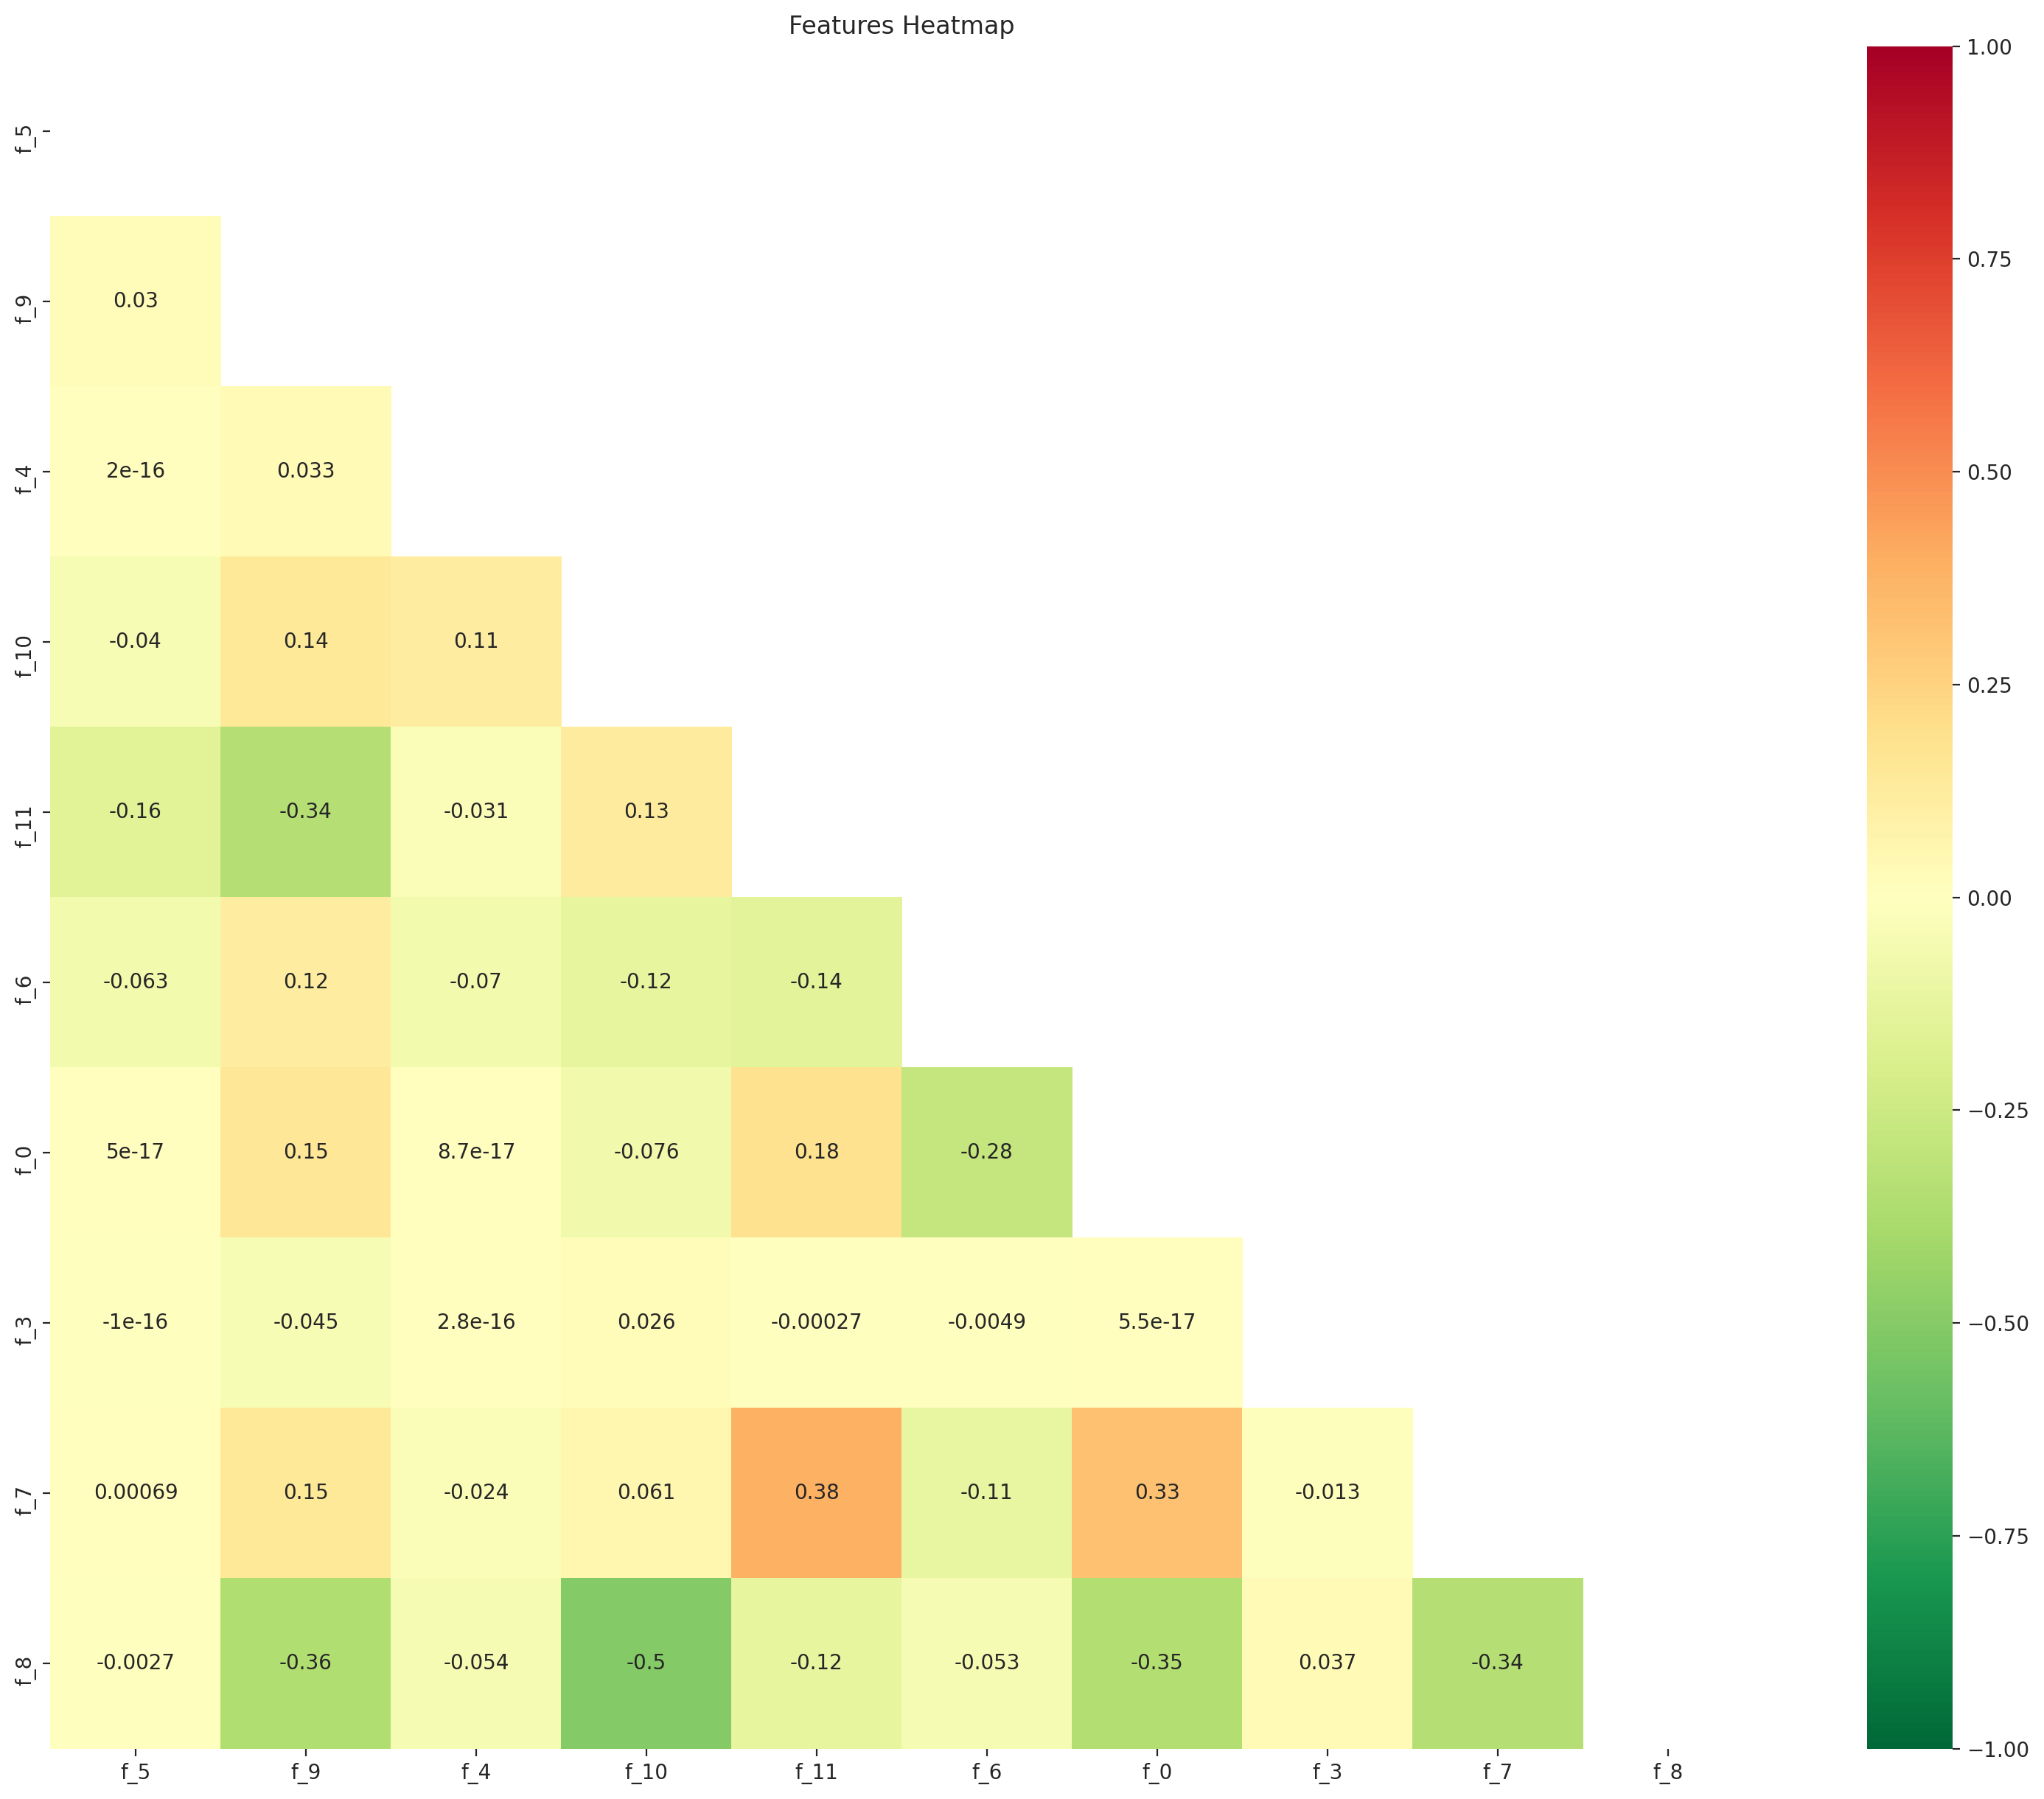 Features Heatmap
1.00
f_5
0.75
f_9 0.03
f_4 2e-16 0.033
0.50
f_10 -0.04 0.14 0.11
0.25
f_11 -0.16 -0.34 -0.031 0.13
0.00
f_6 -0.063 0.12 -0.07 -0.12 -0.14
−0.25
f_0 5e-17 0.15 8.7e-17 -0.076 0.18 -0.28
f_3 -1e-16 -0.045 2.8e-16 0.026 -0.00027 -0.0049 5.5e-17
−0.50
f_7 0.00069 0.15 -0.024 0.061 0.38 -0.11 0.33 -0.013
−0.75
f_8 -0.0027 -0.36 -0.054 -0.5 -0.12 -0.053 -0.35 0.037 -0.34
−1.00
f_5 f_9 f_4 f_10 f_11 f_6 f_0 f_3 f_7 f_8